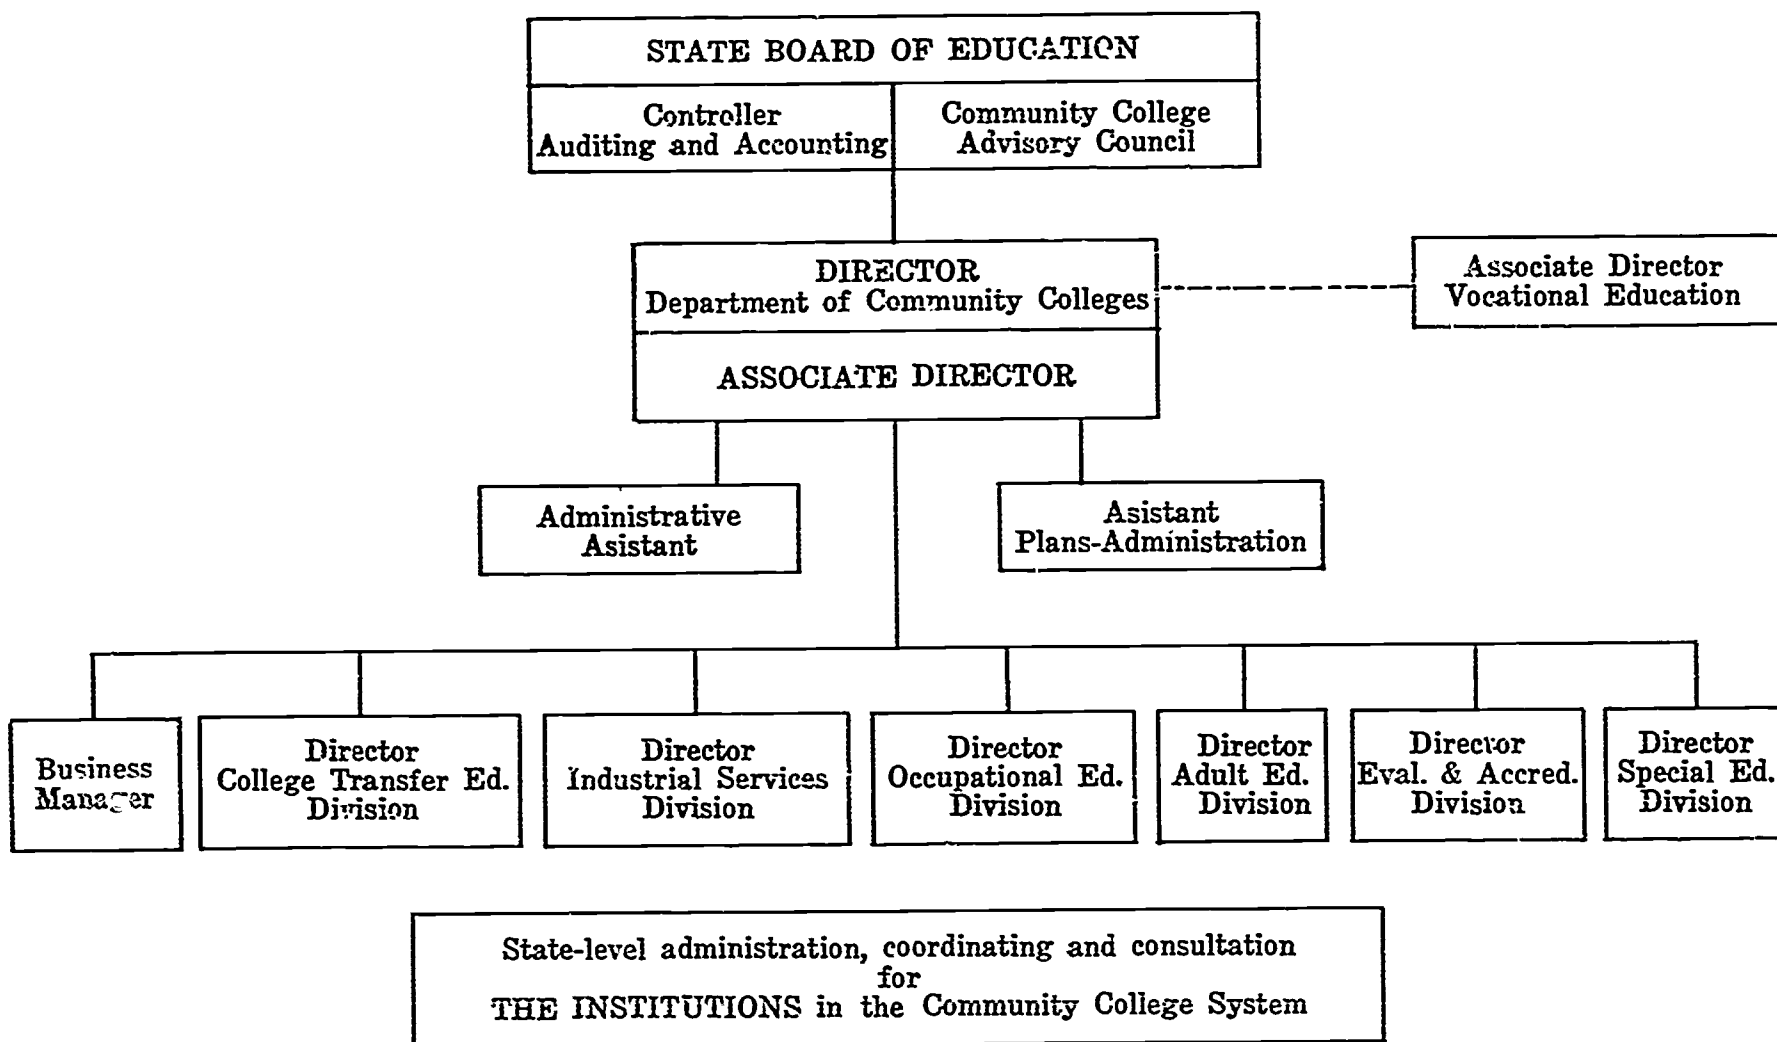 STATE BOARD OF EDUCATION
Controller
Auditing and Accounting
Community College
Advisory Council
DIRECTOR
Department of Community Colleges
ASSOCIATE DIRECTOR
Associate Director
Vocational Education
Administrative
Asistant
Asistant
Plans-Administration
Business
Manager
Director
College Transfer Ed.
Division
Director
Industrial Services
Division
Director
Occupational Ed.
Division
Director
Adult Ed.
Division
Director
Eval. & Accred.
Division
Director
Special Ed.
Division
State-level administration, coordinating and consultation
for
THE INSTITUTIONS in the Community College System